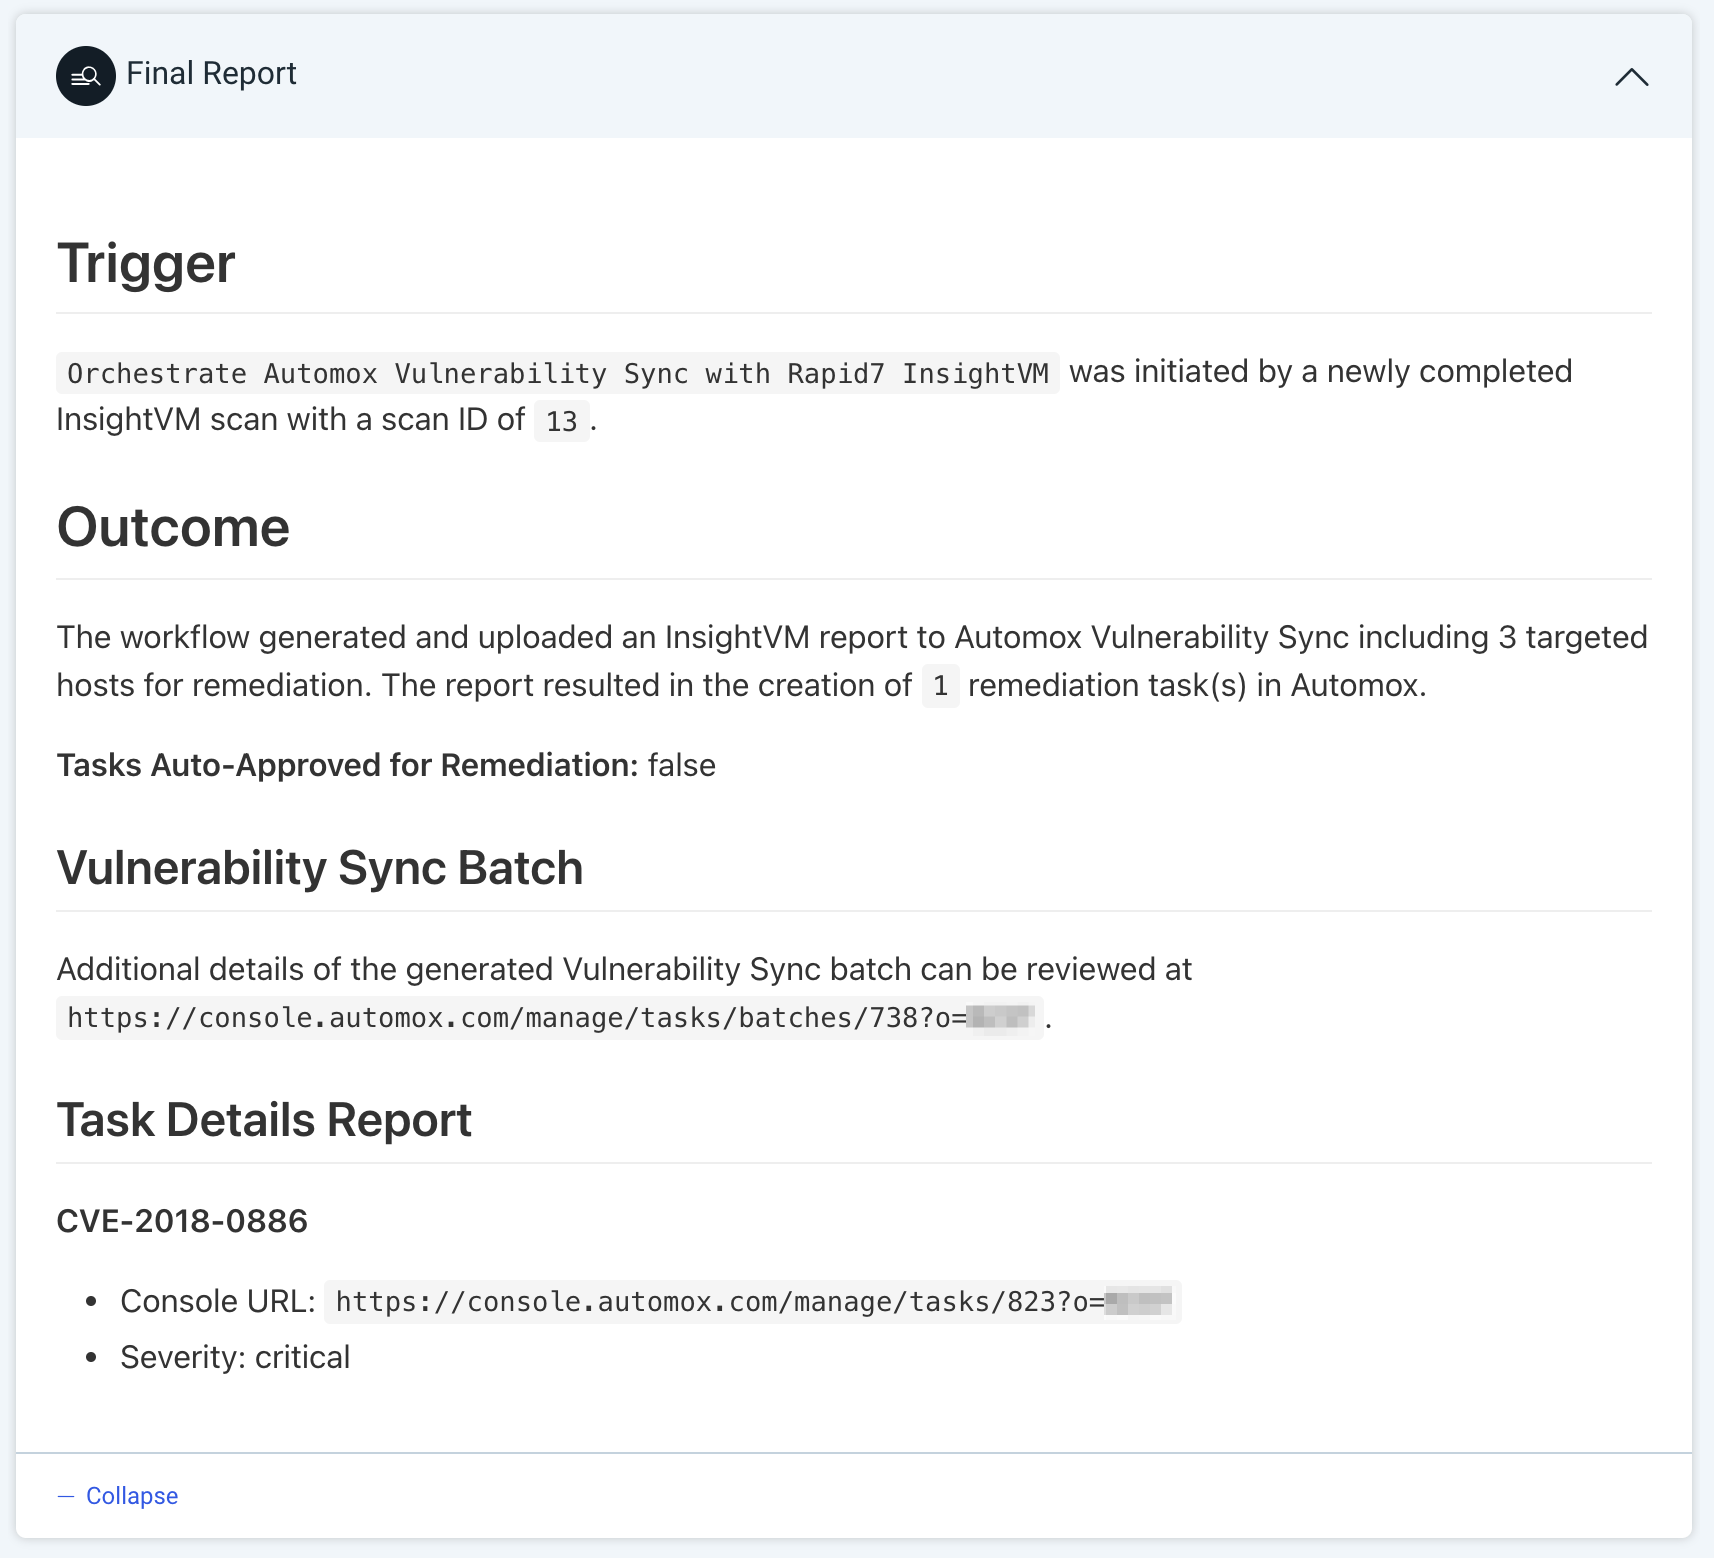 Final Report
Trigger
Orchestrate Automox Vulnerability Sync with Rapid7 InsightVM was initiated by a newly completed
InsightVM scan with a scan ID of 13 .
Outcome
The workflow generated and uploaded an InsightVM report to Automox Vulnerability Sync including 3 targeted
hosts for remediation. The report resulted in the creation of 1 remediation task(s) in Automox.
Tasks Auto-Approved for Remediation: false
Vulnerability Sync Batch
Additional details of the generated Vulnerability Sync batch can be reviewed at
https://console.automox.com/manage/tasks/batches/738?o= .
Task Details Report
CVE-2018-0886
• Console URL: https://console.automox.com/manage/tasks/823?o=
• Severity: critical
— Collapse